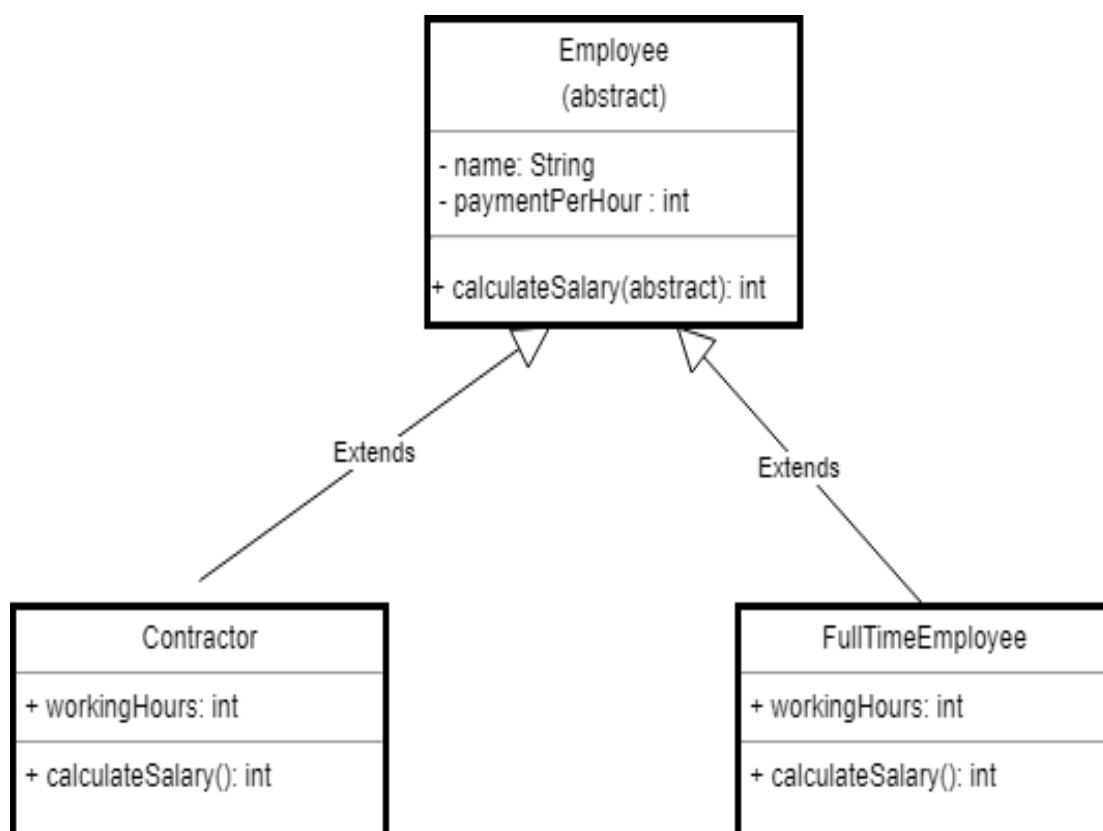 Employee
(abstract)
- name: String
- paymentPerHour : int
+ calculateSalary(abstract): int
Extends
Extends
Contractor
+ workingHours: int
+ calculateSalary(): int
FullTimeEmployee
+ workingHours: int
+ calculateSalary(): int